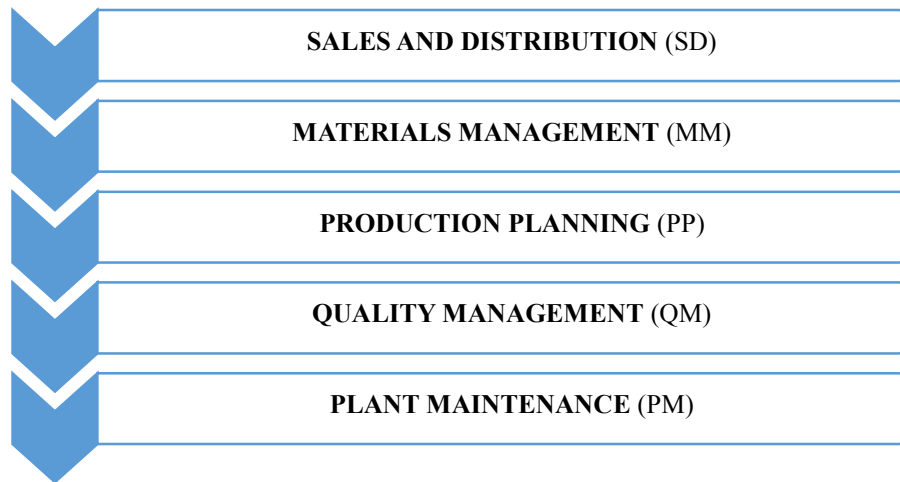 SALES AND DISTRIBUTION (SD)
MATERIALS MANAGEMENT (MM)
PRODUCTION PLANNING (PP)
QUALITY MANAGEMENT (QM)
PLANT MAINTENANCE (PM)